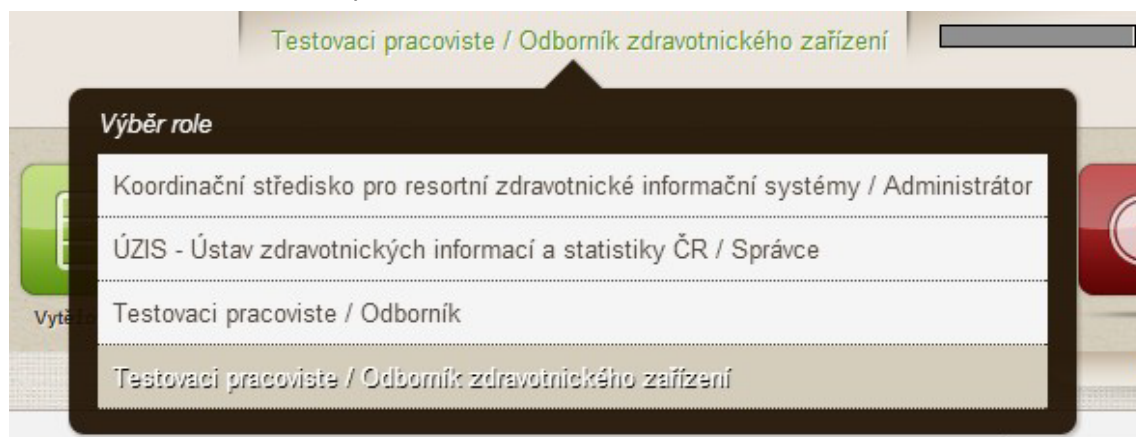 Testovaci pracoviste / Odborník zdravotnického zařízení
Výběr role
Koordinační středisko pro resortní zdravotnické informační systémy / Administrátor
ÚZIS - Ústav zdravotnických informací a statistiky ČR / Správce
Testovaci pracoviste / Odborník
Testovaci pracoviste / Odborník zdravotnického zařízení